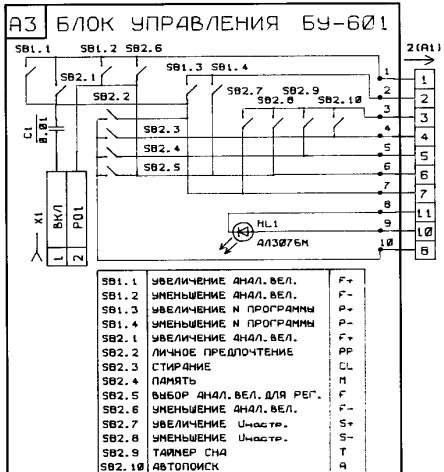 А3 БЛОК УПРАВЛЕНИЯ БУ-601
SB1.1 SB1.2 SB2.6 2(А1)
SB1.3 SB1.4
SB2.1
SB2.2
SB2.7 SB2.9
SB2.8 SB2.10
SB2.3
SB2.4
SB2.5
C1
0.01
X1
1 ВКЛ
2 P01
HL1
АЛ307БМ
1 1
2 2
3 3
4 4
5 5
6 6
7 7
8 11
9 10
10 8
SB1.1 УВЕЛИЧЕНИЕ АНАЛ.ВЕЛ. F+
SB1.2 УМЕНЬШЕНИЕ АНАЛ.ВЕЛ. F-
SB1.3 УВЕЛИЧЕНИЕ N ПРОГРАММЫ P+
SB1.4 УМЕНЬШЕНИЕ N ПРОГРАММЫ P-
SB2.1 УВЕЛИЧЕНИЕ АНАЛ.ВЕЛ. F+
SB2.2 ЛИЧНОЕ ПРЕДПОЧТЕНИЕ PP
SB2.3 СТИРАНИЕ CL
SB2.4 ПАМЯТЬ M
SB2.5 ВЫБОР АНАЛ.ВЕЛ.ДЛЯ РЕГ. F
SB2.6 УМЕНЬШЕНИЕ АНАЛ.ВЕЛ. F-
SB2.7 УВЕЛИЧЕНИЕ Uнастр. S+
SB2.8 УМЕНЬШЕНИЕ Uнастр. S-
SB2.9 ТАЙМЕР СНА T
SB2.10 АВТОПОИСК A